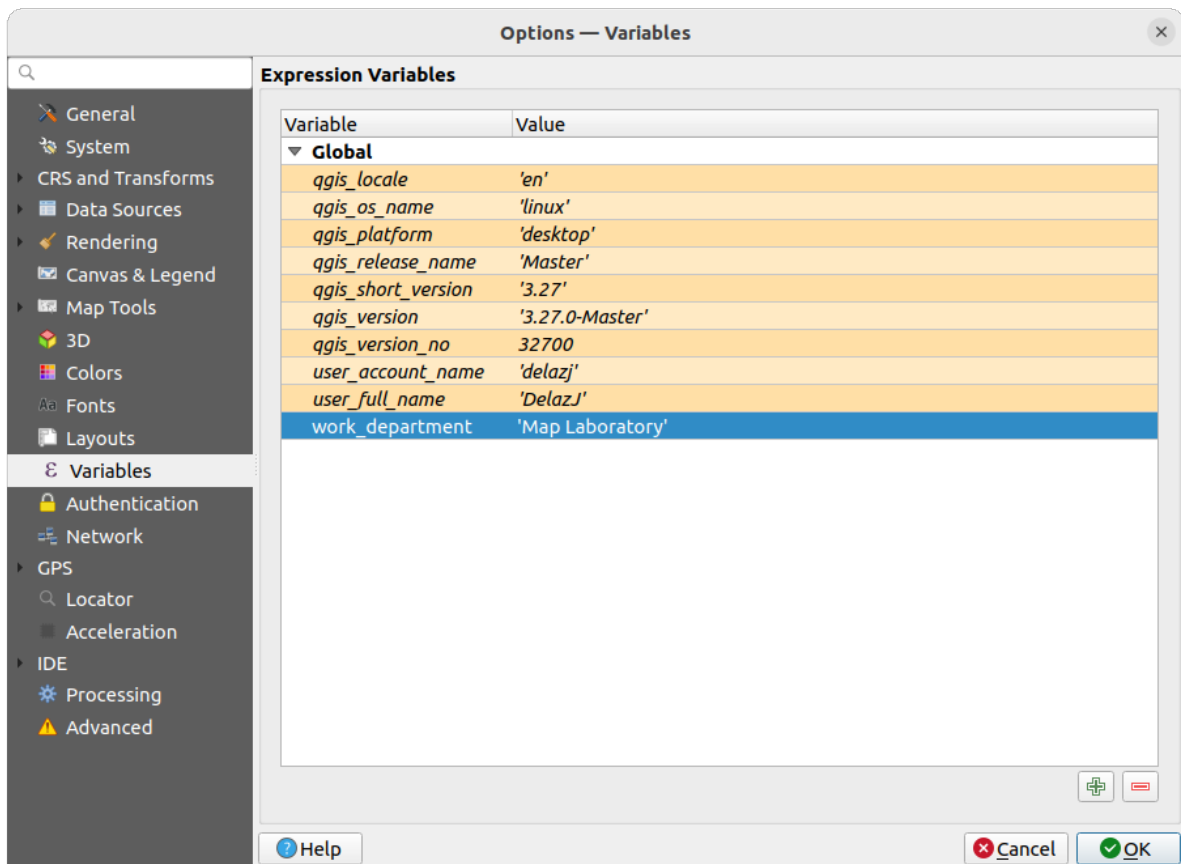 Options — Variables
General
System
CRS and Transforms
Data Sources
Rendering
Canvas & Legend
Map Tools
3D
Colors
Aa Fonts
Layouts
ε Variables
Authentication
Network
GPS
Locator
Acceleration
IDE
Processing
Advanced
Expression Variables
Variable Value
Global
qgis_locale 'en'
qgis_os_name 'linux'
qgis_platform 'desktop'
qgis_release_name 'Master'
qgis_short_version '3.27'
qgis_version '3.27.0-Master'
qgis_version_no 32700
user_account_name 'delazj'
user_full_name 'DelazJ'
work_department 'Map Laboratory'
? Help
Cancel
OK